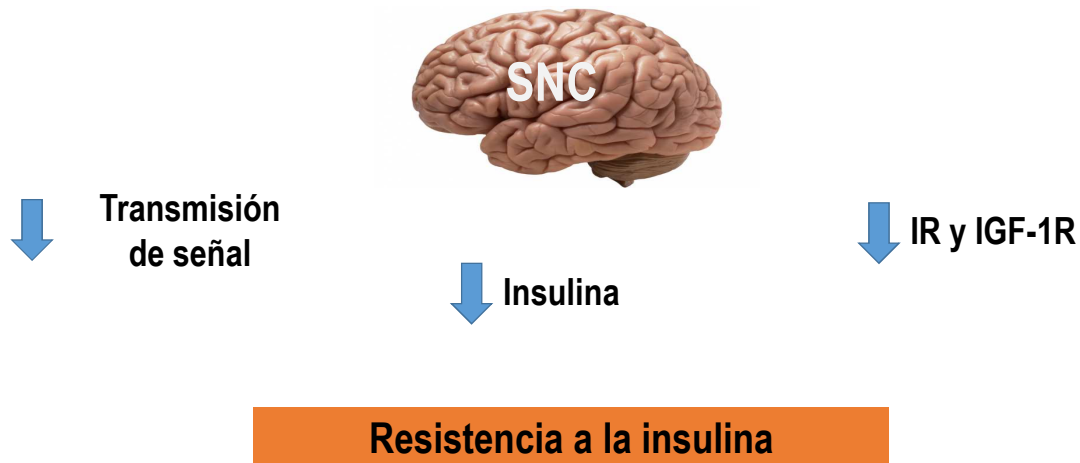 SNC
Transmisión
de señal
IR y IGF-1R
Insulina
Resistencia a la insulina